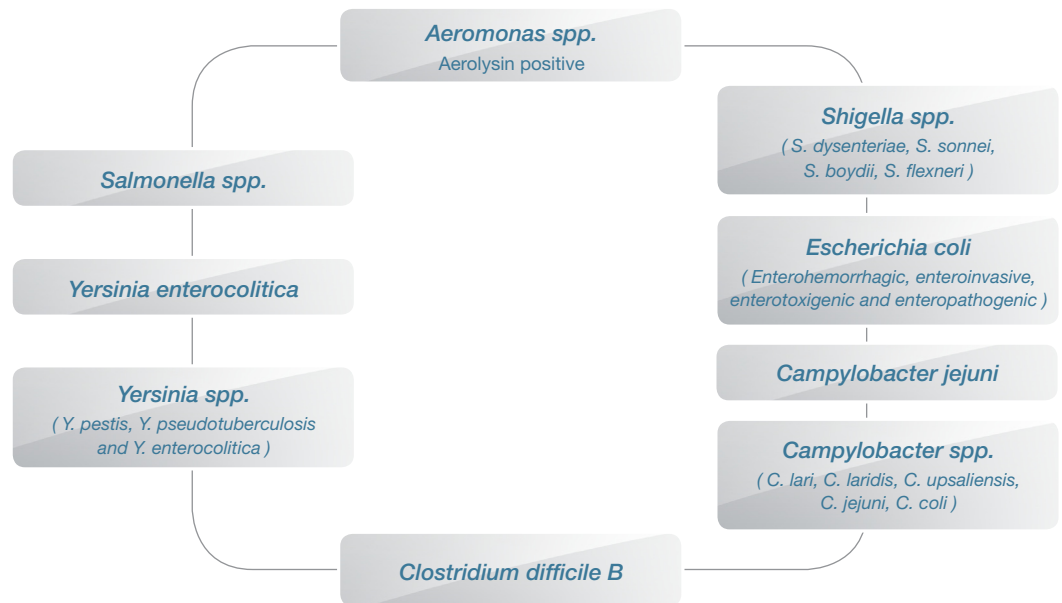 Aeromonas spp.
Aerolysin positive
Shigella spp.
( S. dysenteriae, S. sonnei,
S. boydii, S. flexneri )
Salmonella spp.
Escherichia coli
( Enterohemorrhagic, enteroinvasive,
enterotoxigenic and enteropathogenic )
Yersinia enterocolitica
Campylobacter jejuni
Yersinia spp.
( Y. pestis, Y. pseudotuberculosis
and Y. enterocolitica )
Campylobacter spp.
( C. lari, C. laridis, C. upsaliensis,
C. jejuni, C. coli )
Clostridium difficile B